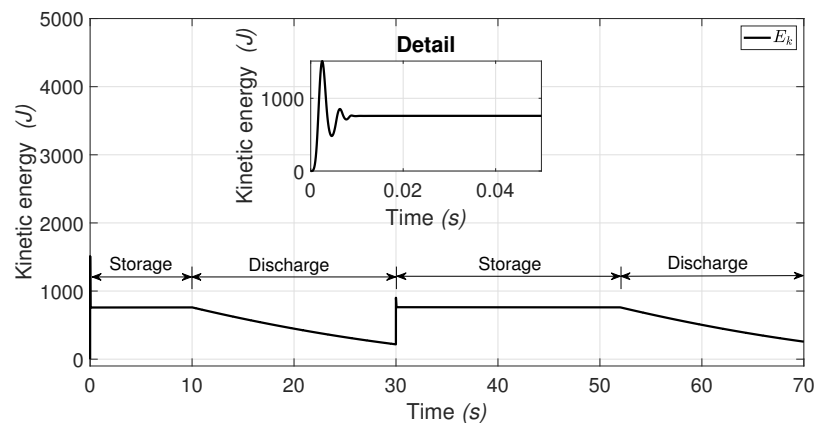 5000
4000
3000
2000
1000
0
Kinetic energy (J)
Detail
1000
0
Kinetic energy (J)
0 0.02 0.04
Time (s)
E_k
Storage Discharge Storage Discharge
0 10 20 30 40 50 60 70
Time (s)